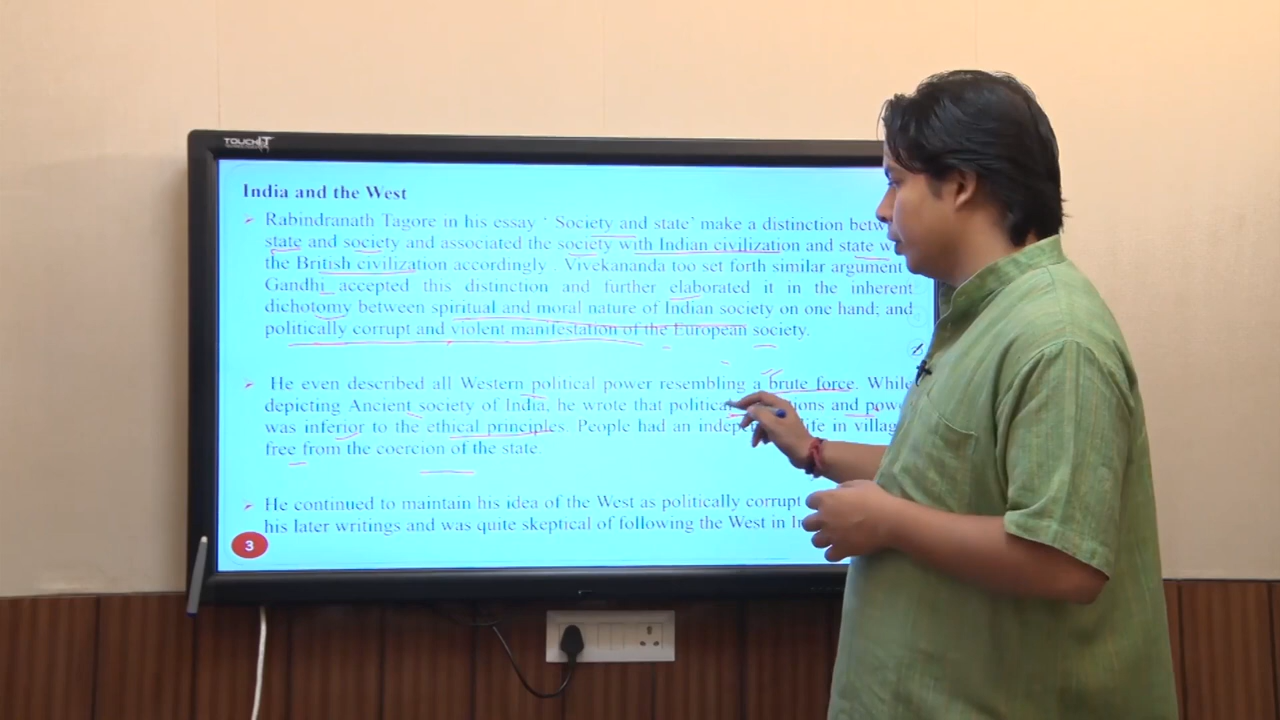 TOUCHIT
India and the West
Rabindranath Tagore in his essay ‘ Society and state’ make a distinction
state and society and associated the society with Indian civilization and state
the British civilization accordingly . Vivekananda too set forth similar argument
Gandhi accepted this distinction and further elaborated it in the inherent
dichotomy between spiritual and moral nature of Indian society on one hand; and
politically corrupt and violent manifestation of the European society.
He even described all Western political power resembling a brute force. While
depicting Ancient society of India, he wrote that and
was inferior to the ethical principles. People had an life in
free from the coercion of the state.
He continued to maintain his idea of the West as politically corrupt
his later writings and was quite skeptical of following the West in
3